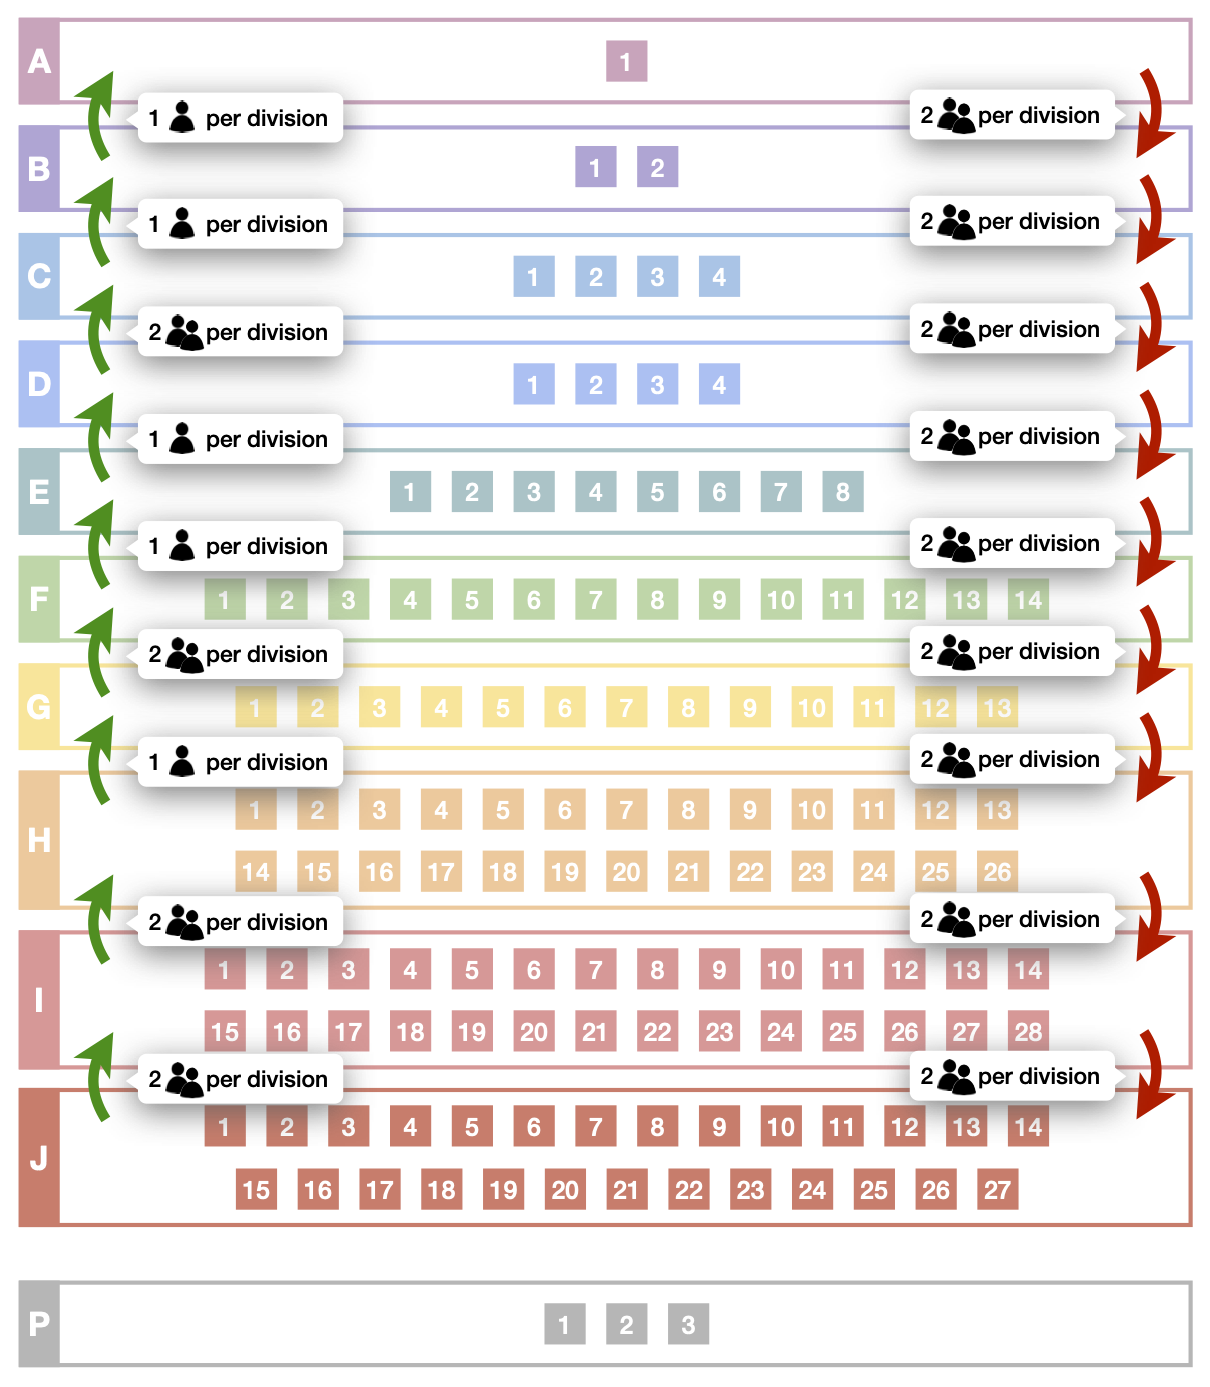 A
1
1 per division
2 per division
B
1 2
1 per division
2 per division
C
1 2 3 4
2 per division
2 per division
D
1 2 3 4
1 per division
2 per division
E
1 2 3 4 5 6 7 8
1 per division
2 per division
F
1 2 3 4 5 6 7 8 9 10 11 12 13 14
2 per division
2 per division
G
1 2 3 4 5 6 7 8 9 10 11 12 13
1 per division
2 per division
H
1 2 3 4 5 6 7 8 9 10 11 12 13
14 15 16 17 18 19 20 21 22 23 24 25 26
2 per division
2 per division
I
1 2 3 4 5 6 7 8 9 10 11 12 13 14
15 16 17 18 19 20 21 22 23 24 25 26 27 28
2 per division
2 per division
J
1 2 3 4 5 6 7 8 9 10 11 12 13 14
15 16 17 18 19 20 21 22 23 24 25 26 27
P
1 2 3